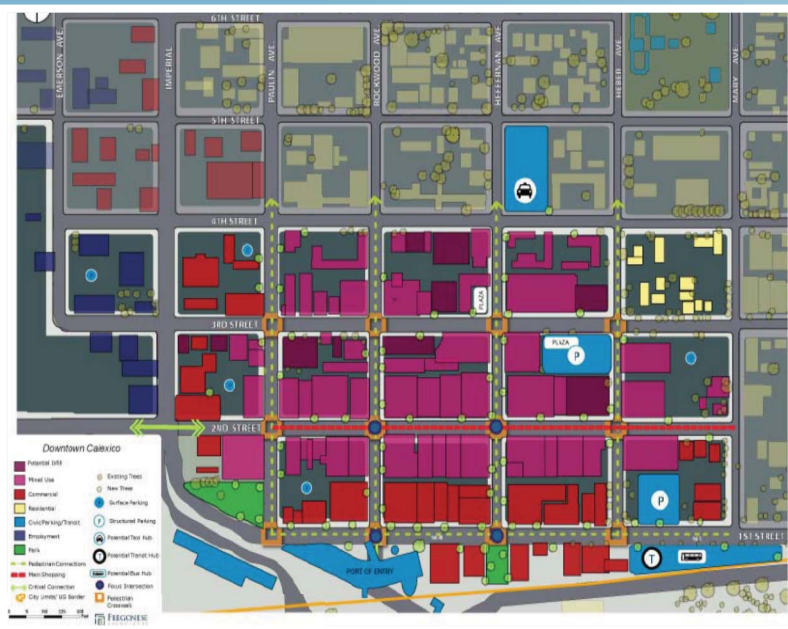 6TH STREET
EMERSON AVE.
IMPERIAL
PAULIN AVE.
ROCKWOOD AVE.
HEFFERNAN AVE.
HEBER AVE.
MARY AVE.
5TH STREET
4TH STREET
PLAZA
3RD STREET
PLAZA
P
2ND STREET
P
1ST STREET
PORT OF ENTRY
T
Downtown Calexico
Potential Infill
Mixed Use
Commercial
Residential
Civic/Parking/Transit
Employment
Park
Pedestrian Connections
Main Shopping
Critical Connection
City Limits/ US Border
Existing Trees
New Trees
Surface Parking
P Structured Parking
Potential Taxi Hub
T Potential Transit Hub
Potential Bus Hub
Focus Intersection
Pedestrian
Crosswalk
FREGONESE